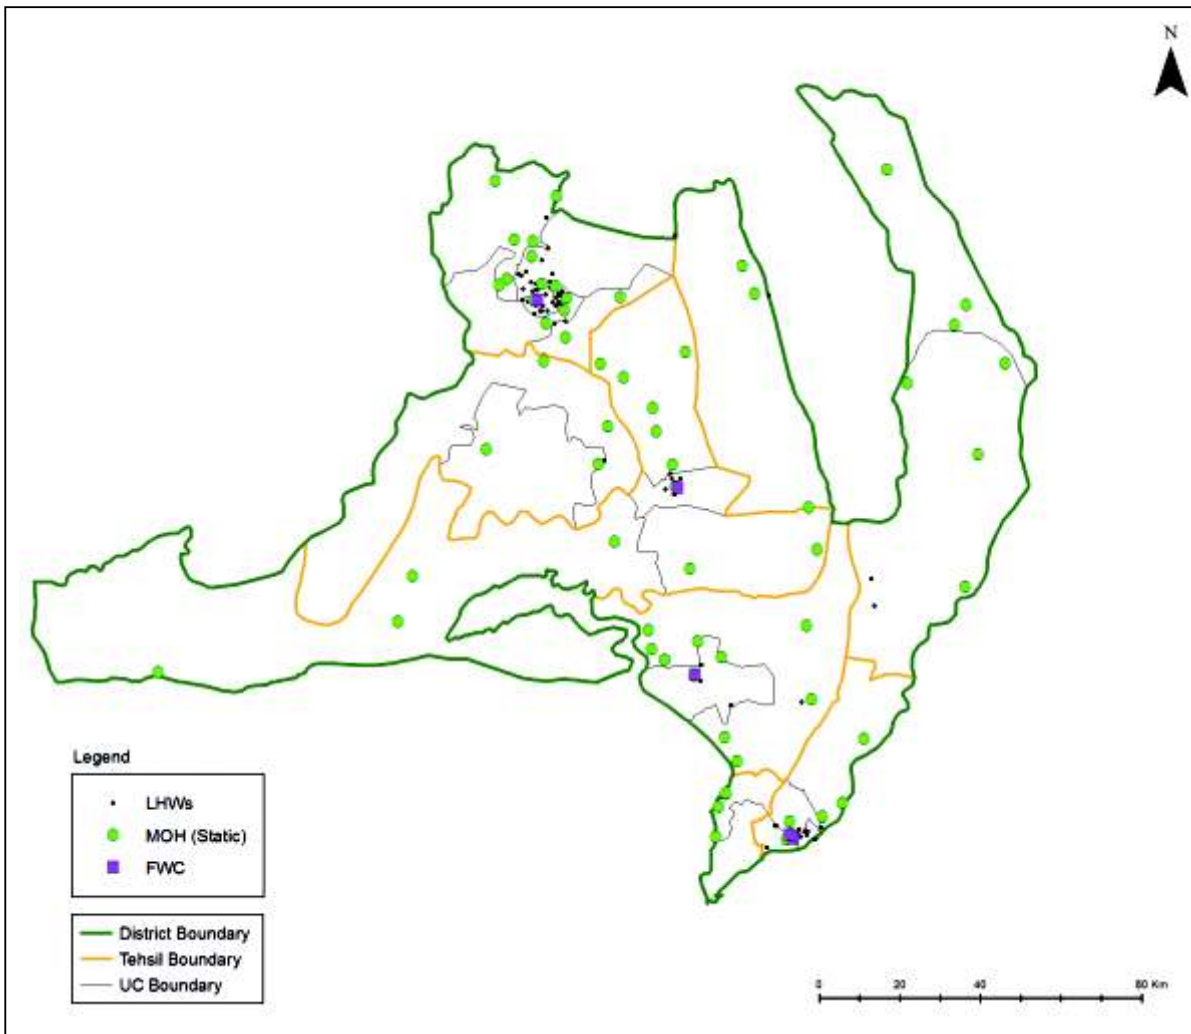 N
Legend
LHWs
MOH (Static)
FWC
District Boundary
Tehsil Boundary
UC Boundary
0 20 40 80 Km